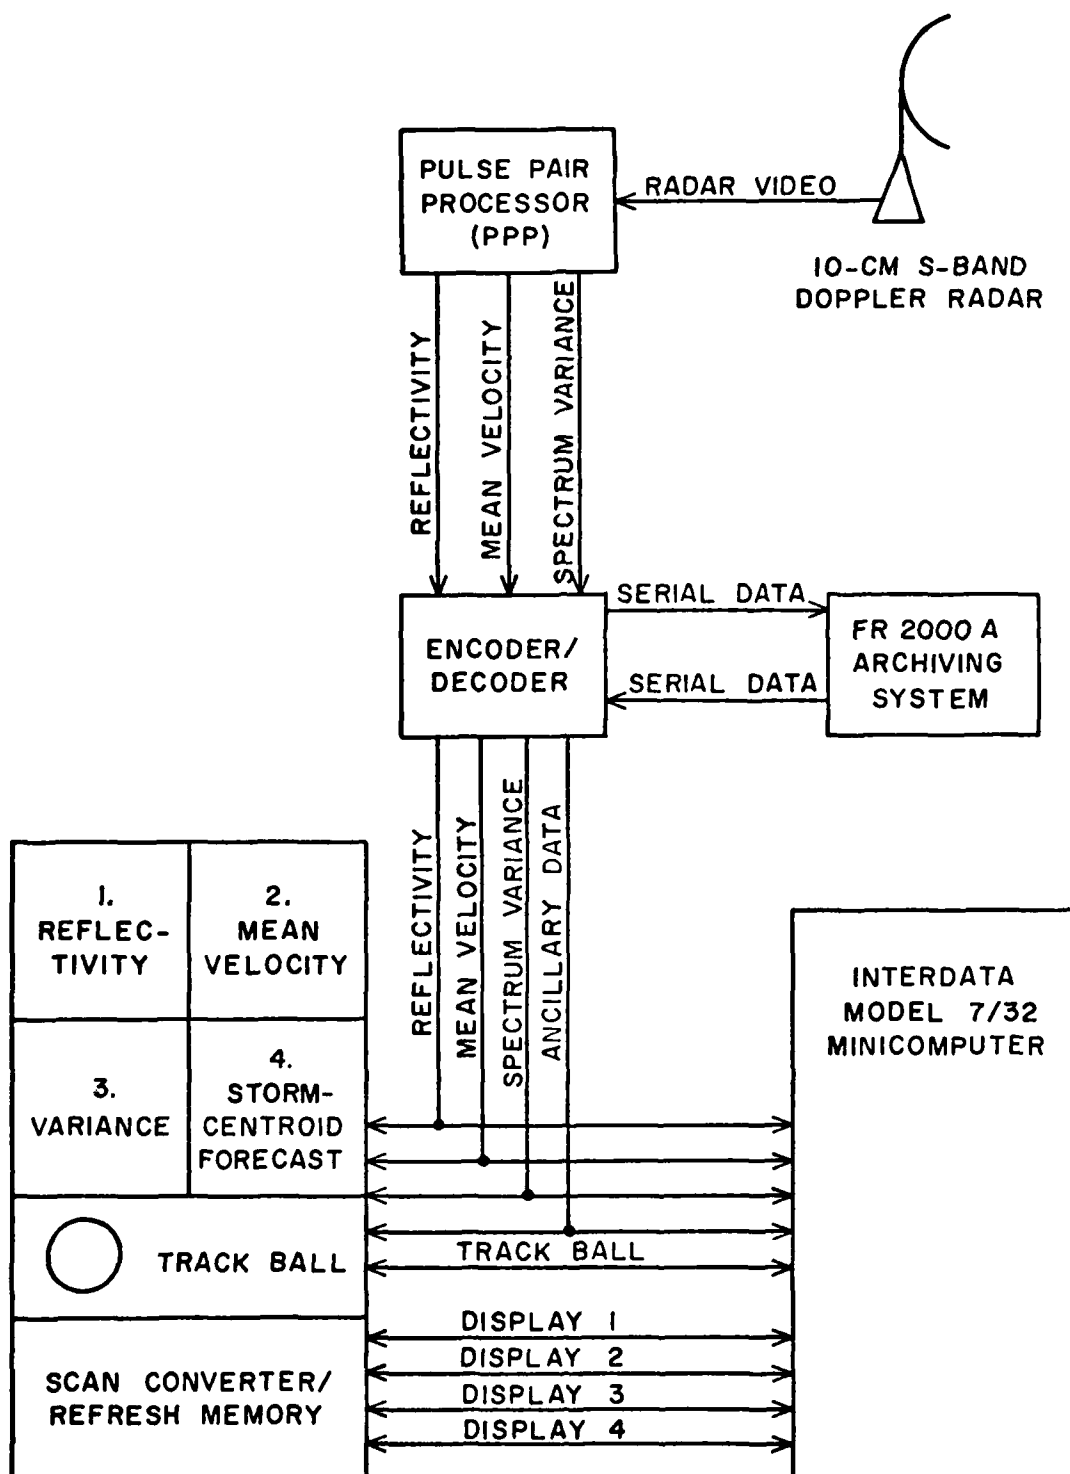 PULSE PAIR
PROCESSOR
(PPP)
RADAR VIDEO
10-CM S-BAND
DOPPLER RADAR
REFLECTIVITY
MEAN VELOCITY
SPECTRUM VARIANCE
ENCODER/
DECODER
SERIAL DATA
SERIAL DATA
FR 2000 A
ARCHIVING
SYSTEM
REFLECTIVITY
MEAN VELOCITY
SPECTRUM VARIANCE
ANCILLARY DATA
1.
REFLEC-
TIVITY
2.
MEAN
VELOCITY
3.
VARIANCE
4.
STORM-
CENTROID
FORECAST
TRACK BALL
SCAN CONVERTER/
REFRESH MEMORY
TRACK BALL
DISPLAY 1
DISPLAY 2
DISPLAY 3
DISPLAY 4
INTERDATA
MODEL 7/32
MINICOMPUTER